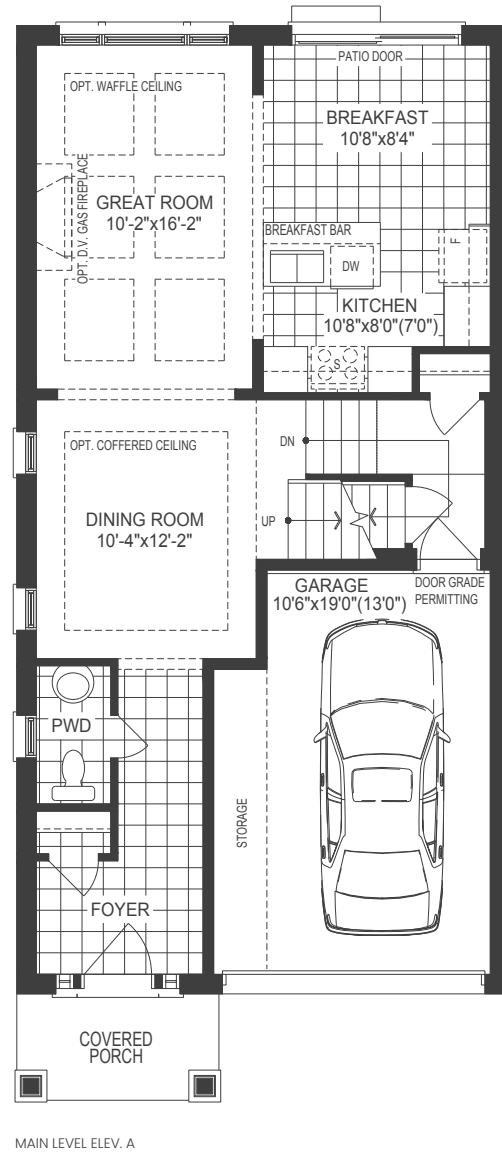 PATIO DOOR
OPT. WAFFLE CEILING
BREAKFAST
10'8"x8'4"
OPT. D.V. GAS FIREPLACE
GREAT ROOM
10'-2"x16'-2"
BREAKFAST BAR
F
DW
KITCHEN
10'8"x8'0"(7'0")
S
OPT. COFFERED CEILING
DN
DINING ROOM
10'-4"x12'-2"
UP
GARAGE
10'6"x19'0"(13'0")
DOOR GRADE
PERMITTING
PWD
STORAGE
FOYER
COVERED
PORCH
MAIN LEVEL ELEV. A